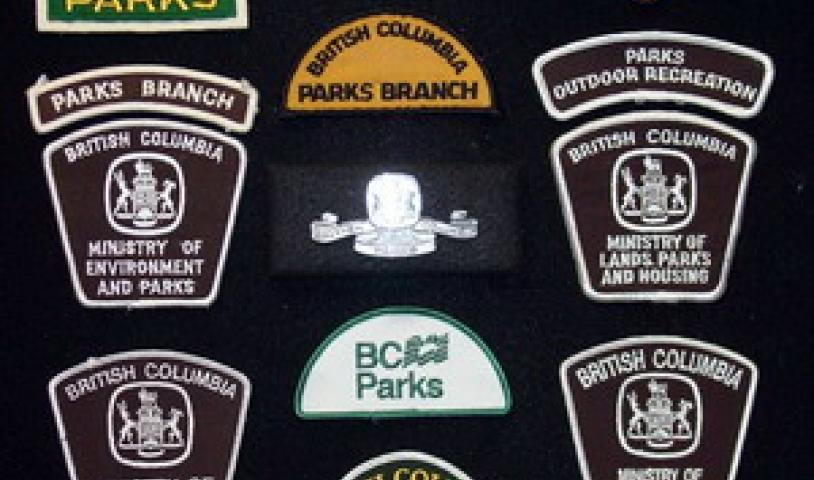 PARKS
BRITISH COLUMBIA
PARKS BRANCH
PARKS
OUTDOOR RECREATION
PARKS BRANCH
BRITISH COLUMBIA
MINISTRY OF
ENVIRONMENT
AND PARKS
BRITISH COLUMBIA
MINISTRY OF
LANDS PARKS
AND HOUSING
BC
Parks
BRITISH COLUMBIA
BRITISH COLUMBIA
MINISTRY OF